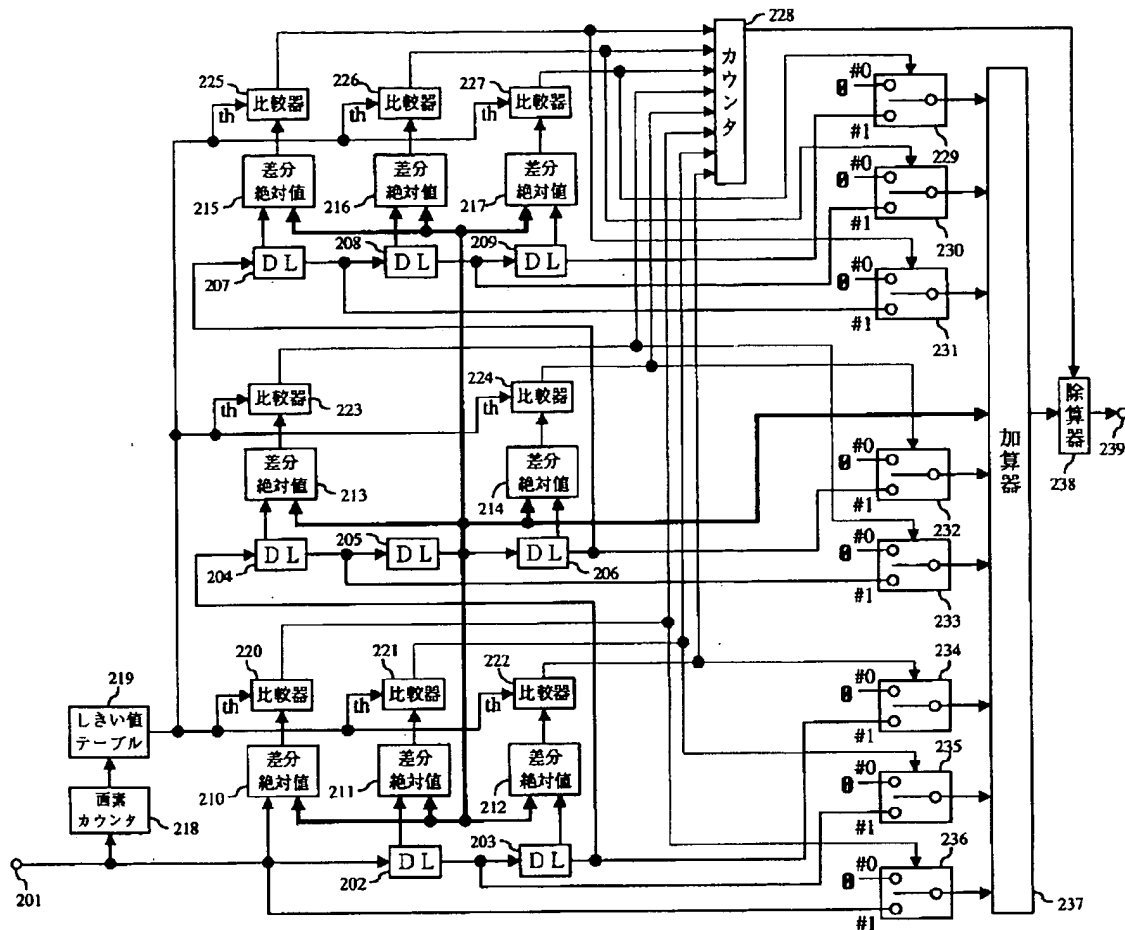 228
カウンタ
225
比較器
th
226
比較器
th
227
比較器
th
#0
0
#1
229
差分
絶対値
215
差分
絶対値
216
差分
絶対値
217
#0
0
#1
230
DL
207
208
DL
209
DL
#0
0
#1
231
比較器
th
223
224
比較器
th
加算器
除算器
238
239
差分
絶対値
213
差分
絶対値
214
#0
0
#1
232
DL
204
205
DL
DL
206
#0
0
#1
233
219
しきい値
テーブル
220
比較器
th
221
比較器
th
222
比較器
th
234
#0
0
#1
画素
カウンタ
218
差分
絶対値
210
差分
絶対値
211
差分
絶対値
212
235
#0
0
#1
201
DL
202
203
DL
236
#0
0
#1
237